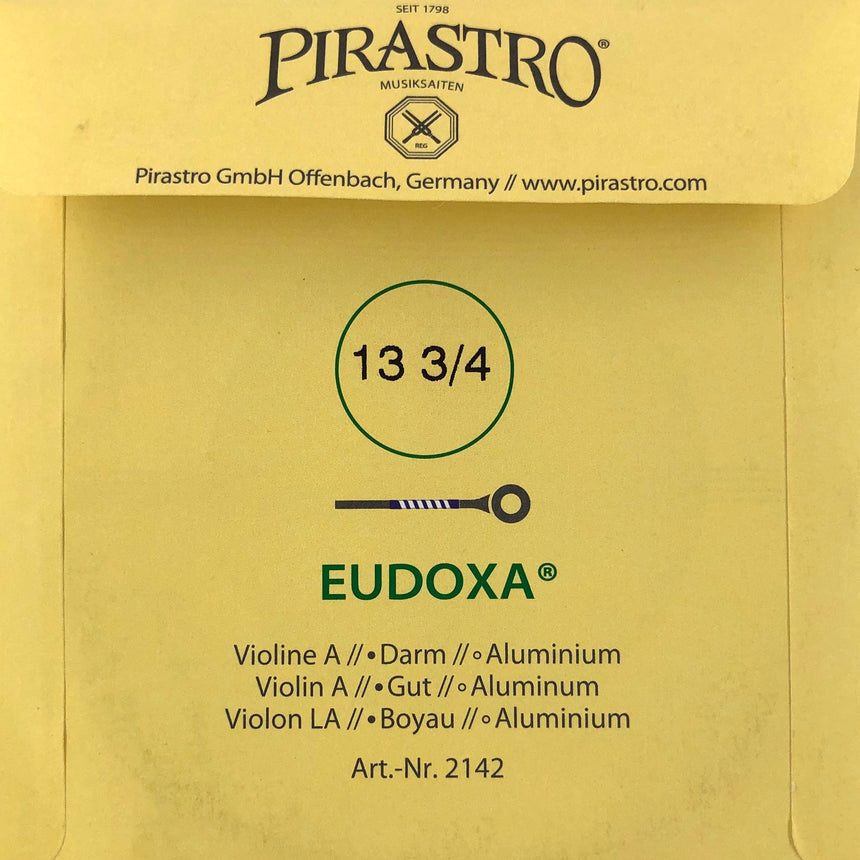 SEIT 1798
PIRASTRO®
MUSIKSAITEN
REG
Pirastro GmbH Offenbach, Germany // www.pirastro.com
13 3/4
EUDOXA®
Violine A // • Darm // ∘ Aluminium
Violin A // • Gut // ∘ Aluminum
Violon LA // • Boyau // ∘ Aluminium
Art.-Nr. 2142